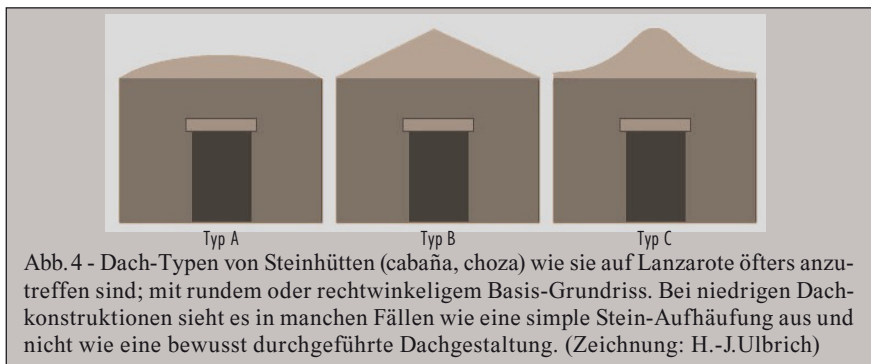 Typ A Typ B Typ C
Abb.4 - Dach-Typen von Steinhütten (cabaña, choza) wie sie auf Lanzarote öfters anzu-
treffen sind; mit rundem oder rechtwinkeligem Basis-Grundriss. Bei niedrigen Dach-
konstruktionen sieht es in manchen Fällen wie eine simple Stein-Aufhäufung aus und
nicht wie eine bewusst durchgeführte Dachgestaltung. (Zeichnung: H.-J.Ulbrich)